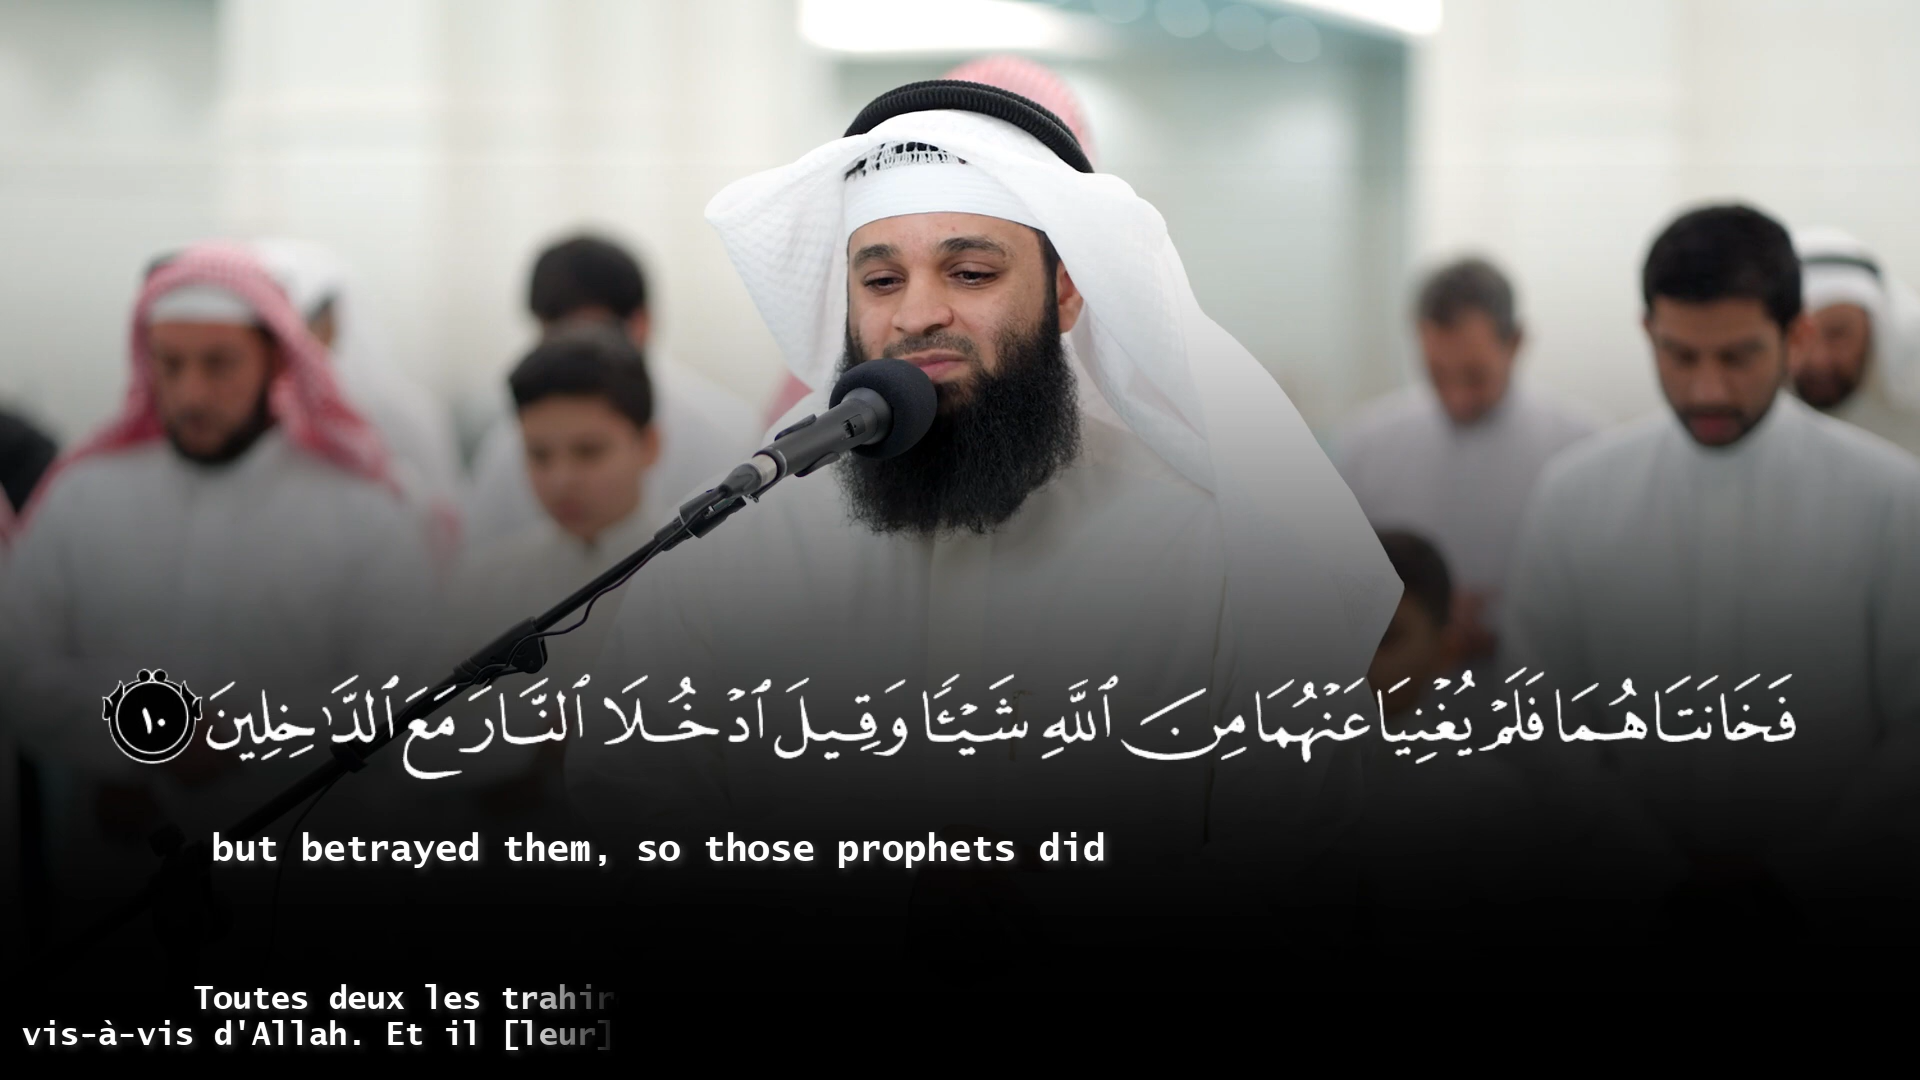 فَخَانَتَاهُمَا فَلَمْ يُغْنِيَا عَنْهُمَا مِنَ ٱللَّهِ شَيْـًٔا وَقِيلَ ٱدْخُلَا ٱلنَّارَ مَعَ ٱلدَّٰخِلِينَ ١٠
but betrayed them, so those prophets did
Toutes deux les trahir
vis-à-vis d'Allah. Et il [leur]